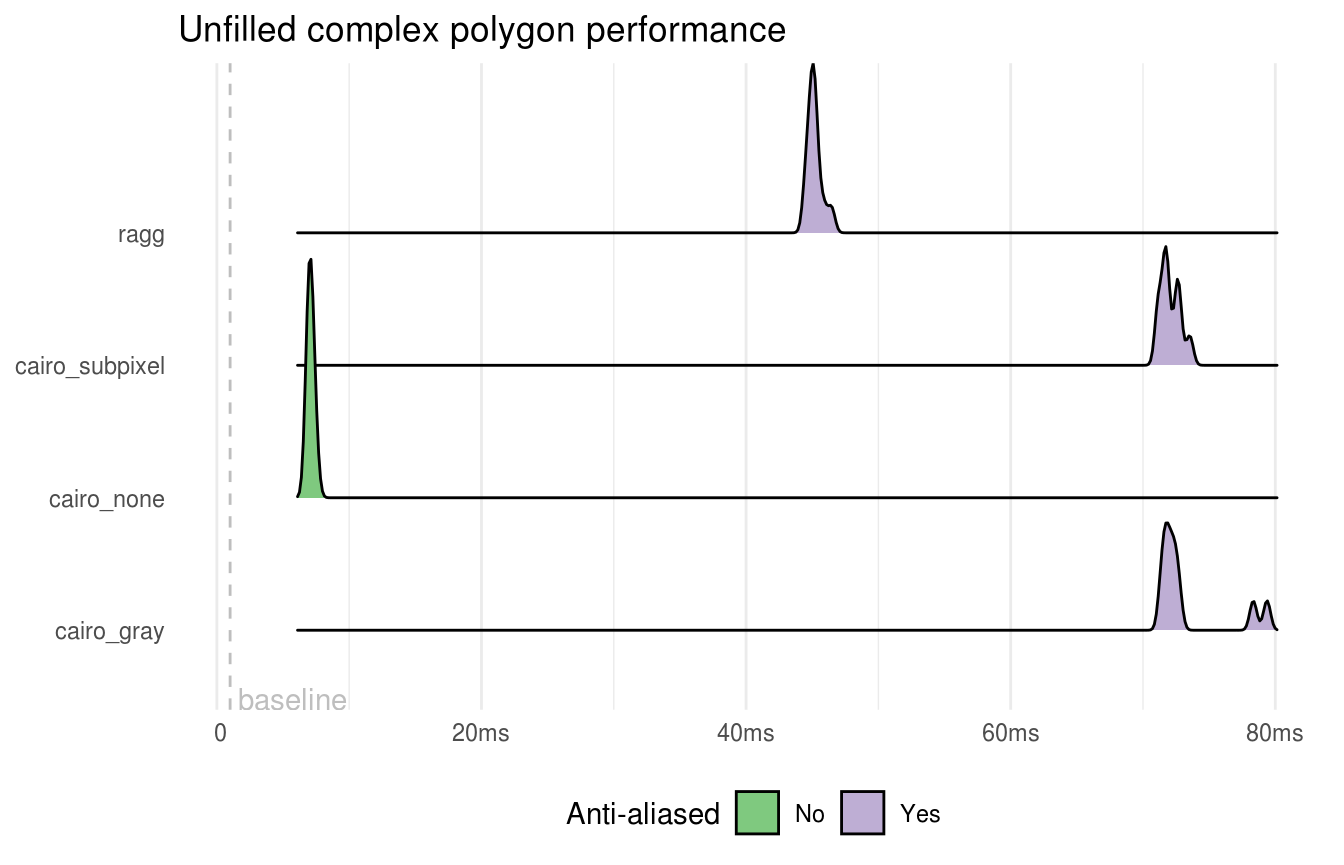 Unfilled complex polygon performance
ragg
cairo_subpixel
cairo_none
cairo_gray
baseline
0 20ms 40ms 60ms 80ms
Anti-aliased No Yes